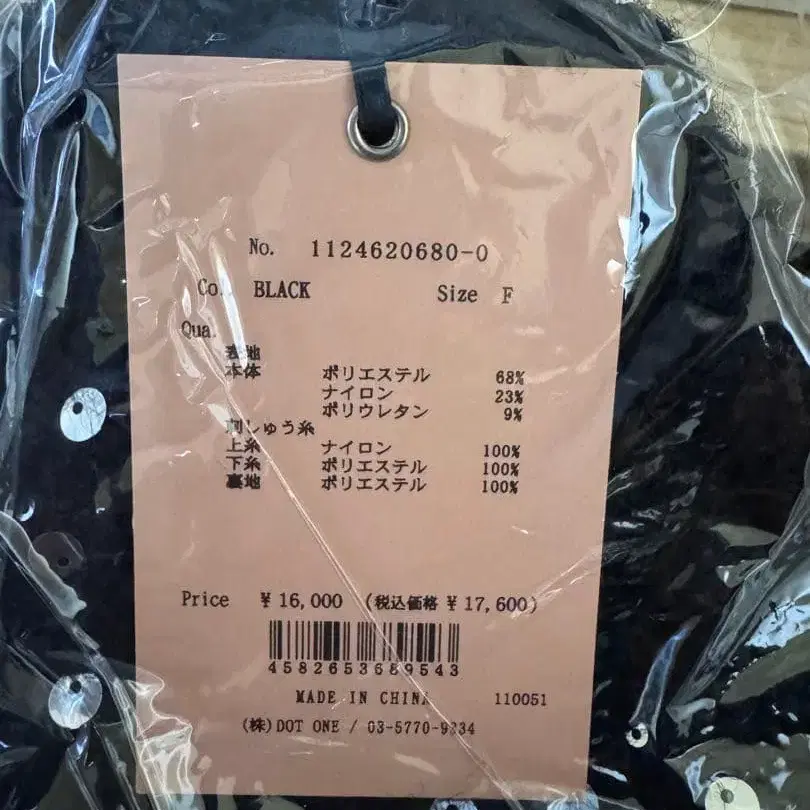 No. 1124620680-0
Co. BLACK Size F
Qua.
表地
本体 ポリエステル 68%
ナイロン 23%
ポリウレタン 9%
刺しゅう糸
上糸 ナイロン 100%
下糸 ポリエステル 100%
裏地 ポリエステル 100%
Price ¥16,000 (税込価格 ¥17,600)
4582653689543
MADE IN CHINA 110051
(株)DOT ONE / 03-5770-9234